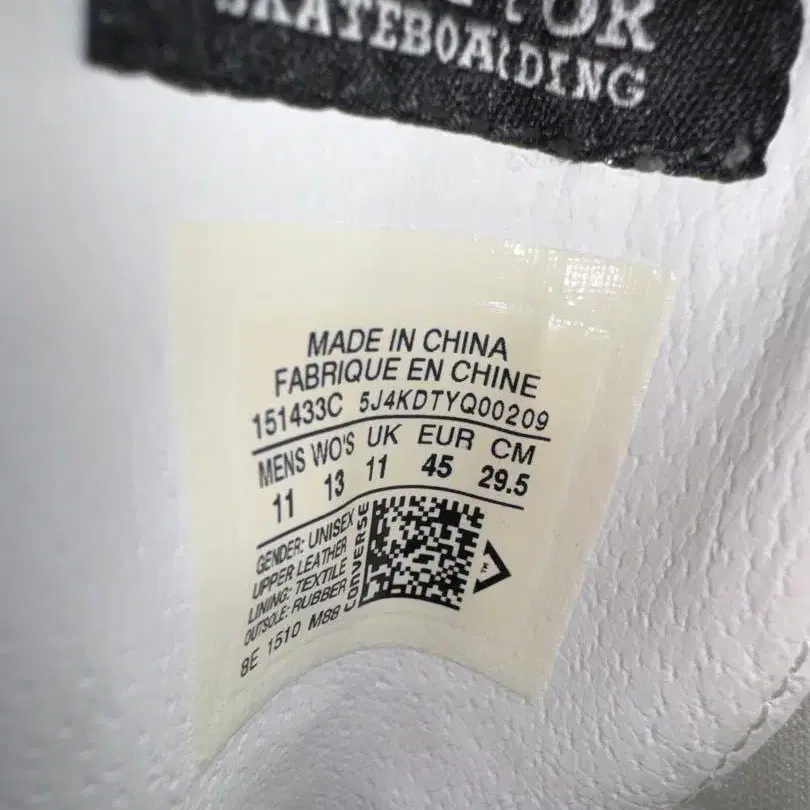 SKATEBOARDING
MADE IN CHINA
FABRIQUE EN CHINE
151433C 5J4KDTYQ00209
MENS WO'S UK EUR CM
11 13 11 45 29.5
GENDER: UNISEX
UPPER LEATHER
LINING: TEXTILE
OUTSOLE: RUBBER
8E 1510 M88
CONVERSE
TM